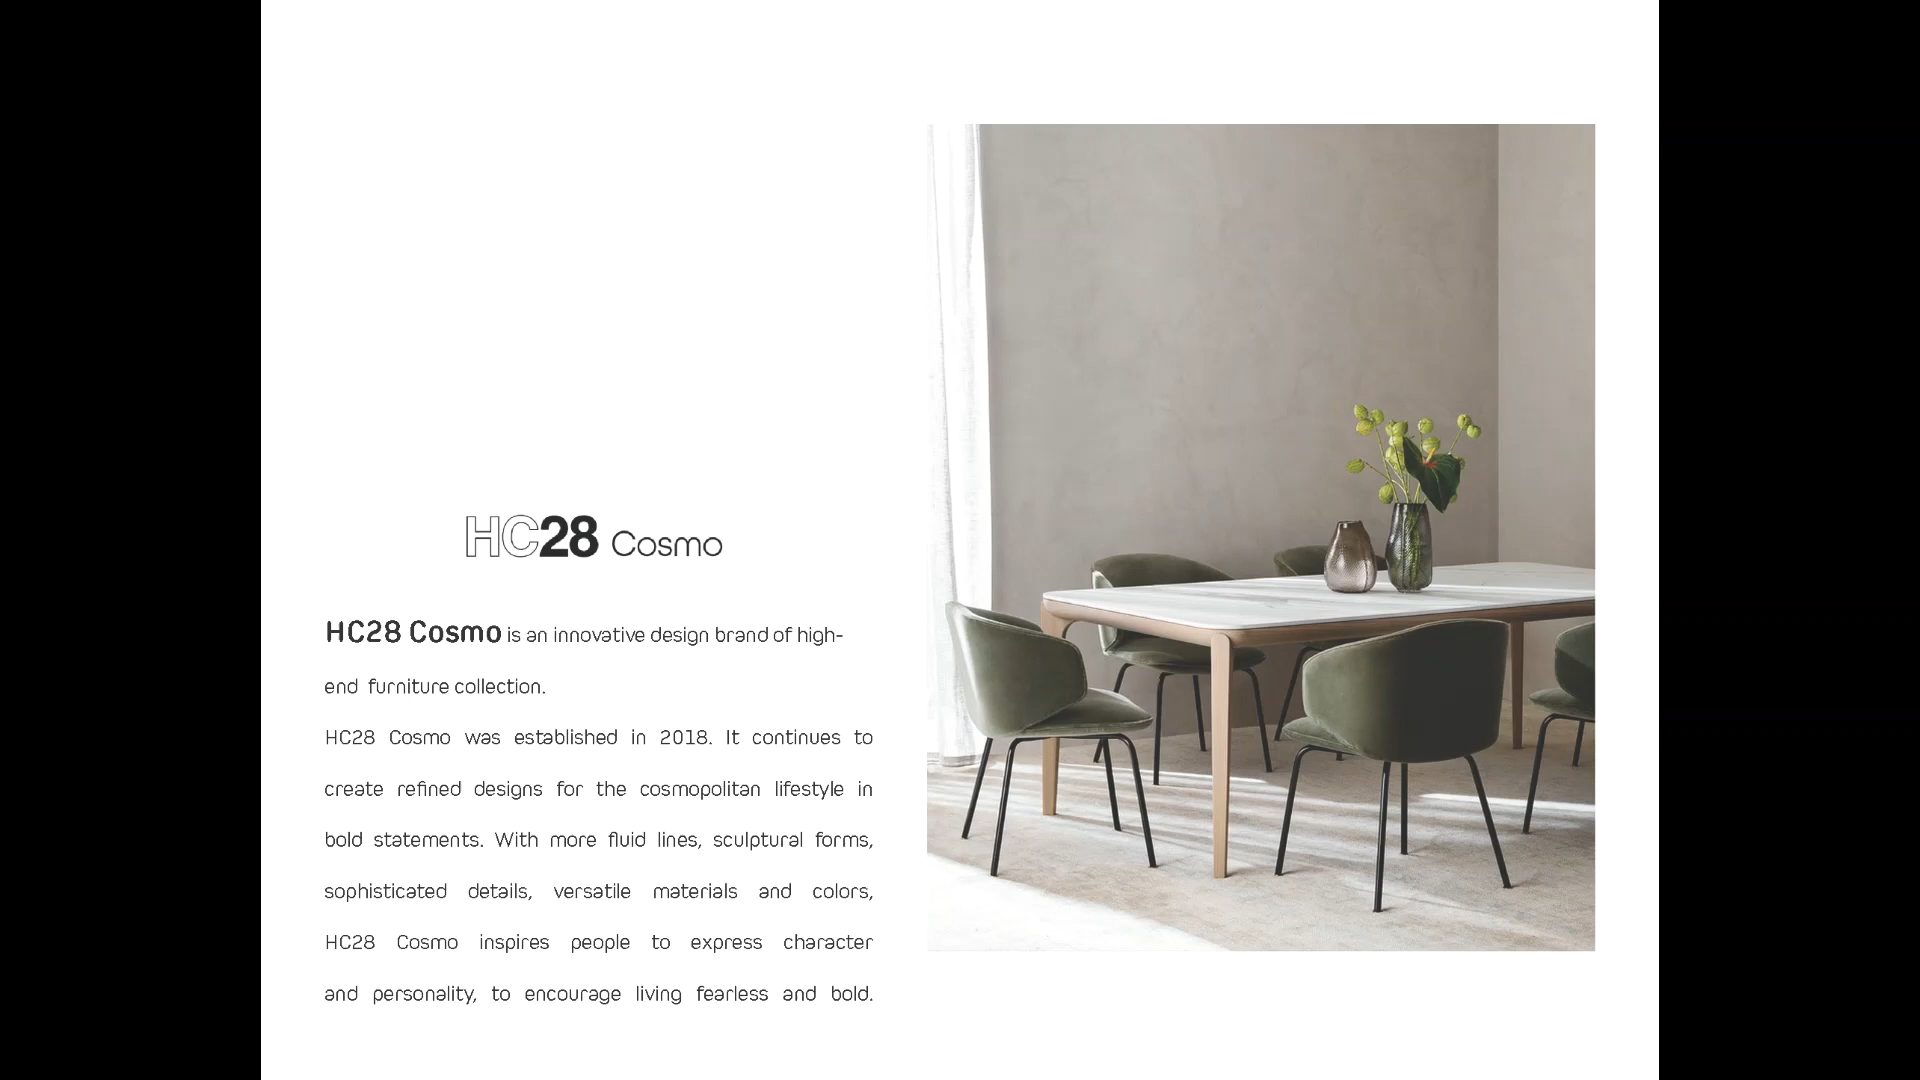 HC28 Cosmo
HC28 Cosmo is an innovative design brand of high-
end furniture collection.
HC28 Cosmo was established in 2018. It continues to
create refined designs for the cosmopolitan lifestyle in
bold statements. With more fluid lines, sculptural forms,
sophisticated details, versatile materials and colors,
HC28 Cosmo inspires people to express character
and personality, to encourage living fearless and bold.